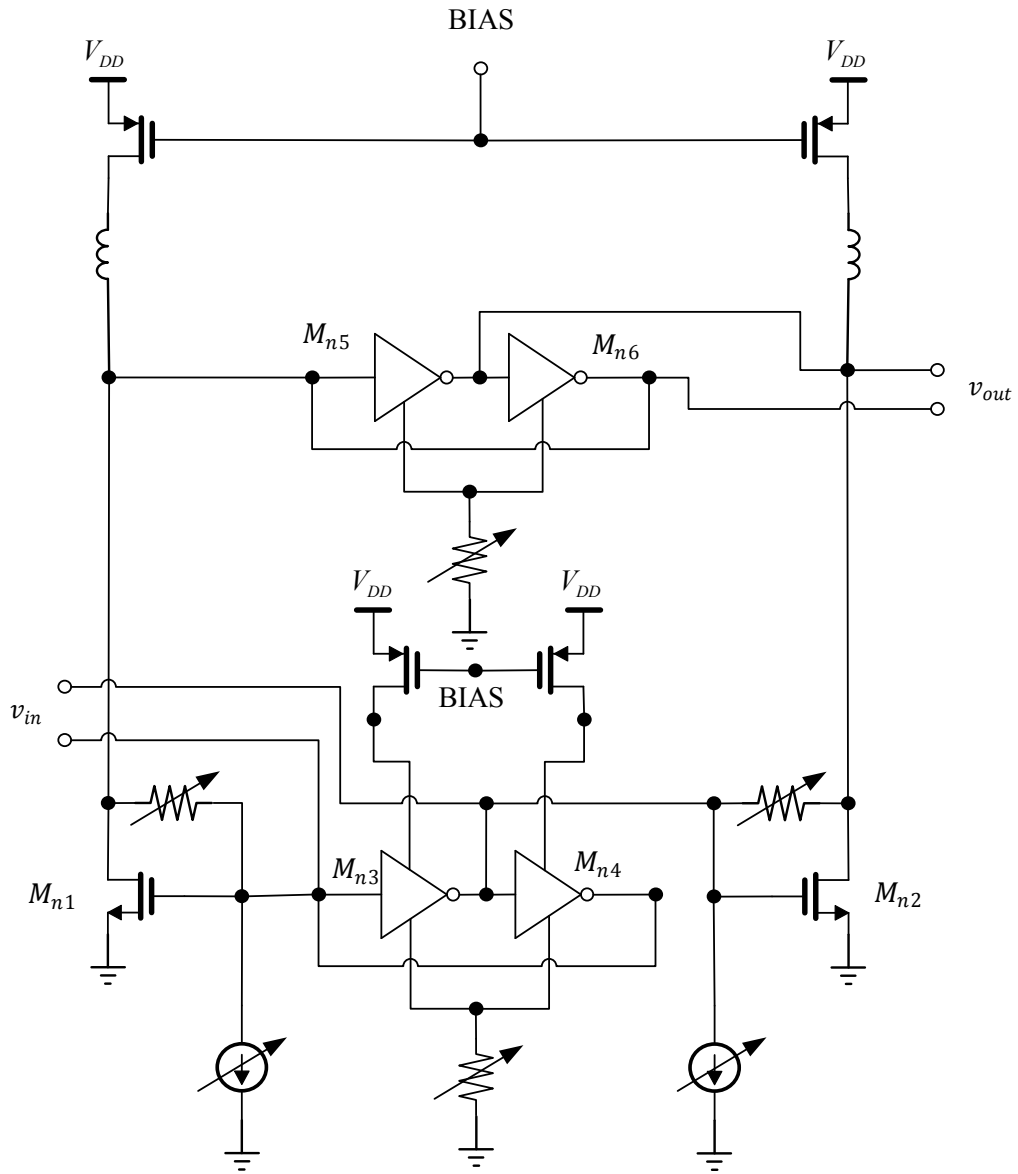 BIAS
V_DD
V_DD
M_n5
M_n6
v_out
V_DD
V_DD
BIAS
v_in
M_n3
M_n4
M_n1
M_n2